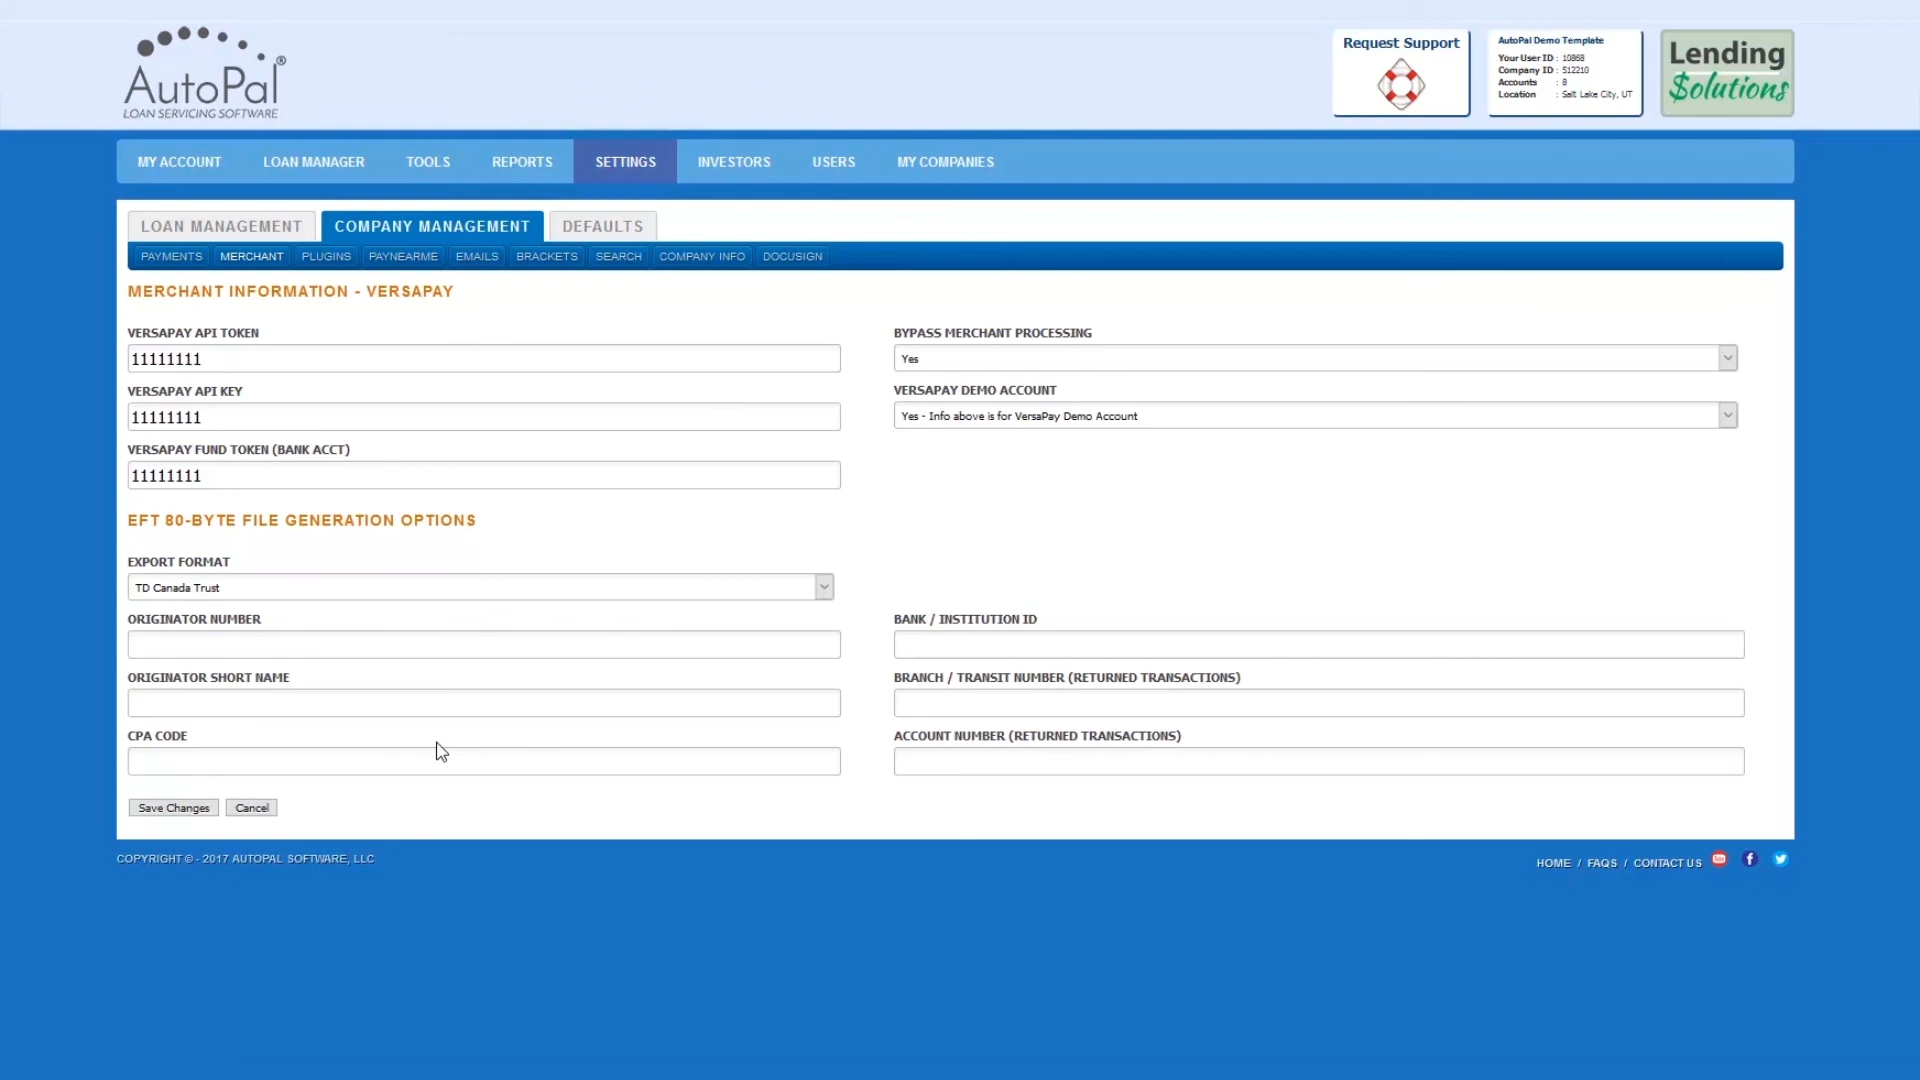 AutoPal®
LOAN SERVICING SOFTWARE
Request Support
AutoPal Demo Template
Your User ID : 10868
Company ID : 512210
Accounts : 8
Location : Salt Lake City, UT
Lending
$olutions
MY ACCOUNT LOAN MANAGER TOOLS REPORTS SETTINGS INVESTORS USERS MY COMPANIES
LOAN MANAGEMENT COMPANY MANAGEMENT DEFAULTS
PAYMENTS MERCHANT PLUGINS PAYNEARME EMAILS BRACKETS SEARCH COMPANY INFO DOCUSIGN
MERCHANT INFORMATION - VERSAPAY
VERSAPAY API TOKEN
11111111
BYPASS MERCHANT PROCESSING
Yes
VERSAPAY API KEY
11111111
VERSAPAY DEMO ACCOUNT
Yes - Info above is for VersaPay Demo Account
VERSAPAY FUND TOKEN (BANK ACCT)
11111111
EFT 80-BYTE FILE GENERATION OPTIONS
EXPORT FORMAT
TD Canada Trust
ORIGINATOR NUMBER
BANK / INSTITUTION ID
ORIGINATOR SHORT NAME
BRANCH / TRANSIT NUMBER (RETURNED TRANSACTIONS)
CPA CODE
ACCOUNT NUMBER (RETURNED TRANSACTIONS)
Save Changes Cancel
COPYRIGHT © - 2017 AUTOPAL SOFTWARE, LLC
HOME / FAQS / CONTACT US